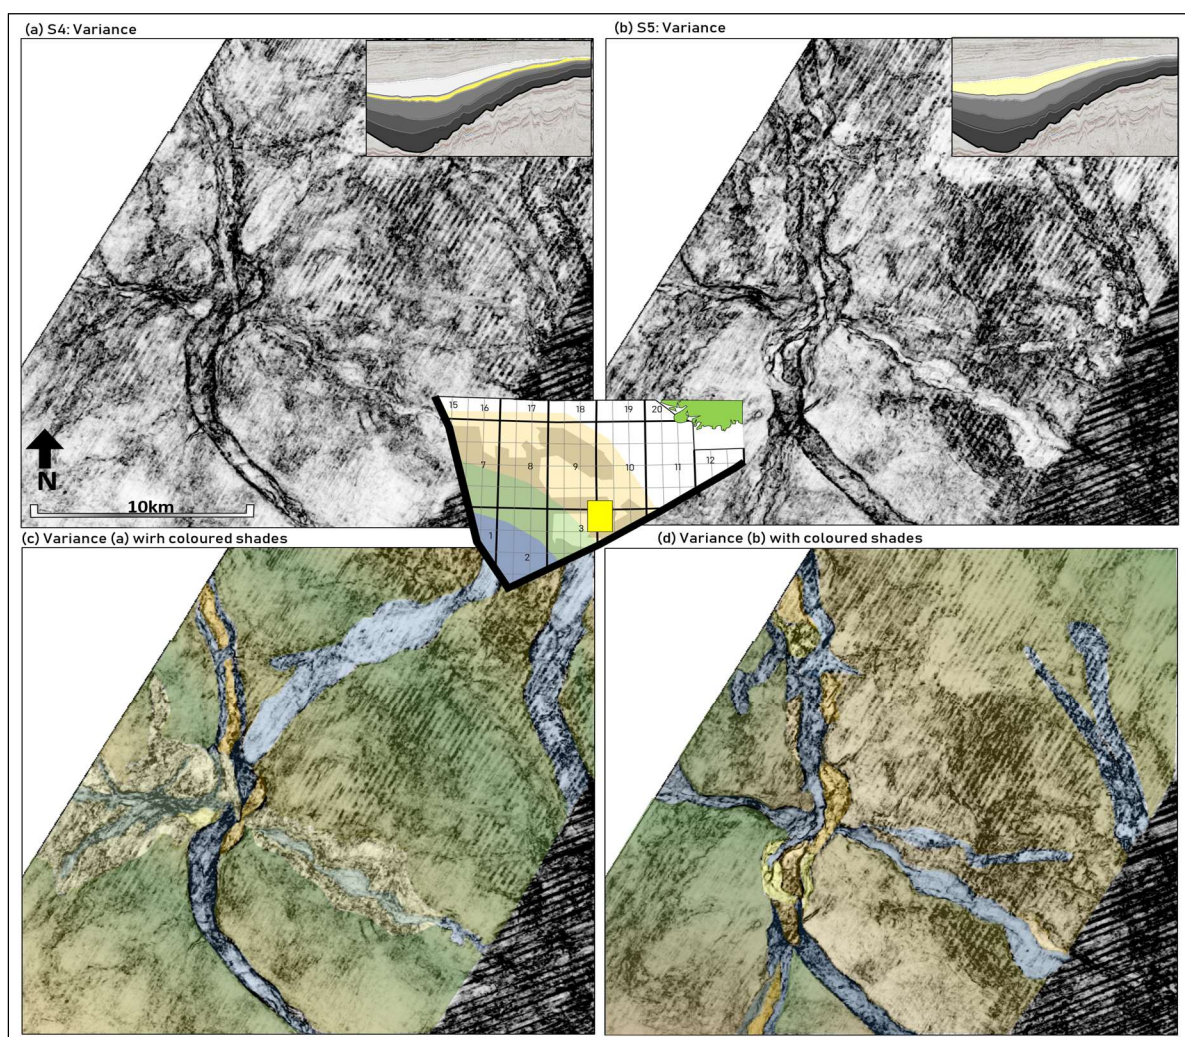 (a) S4: Variance
(b) S5: Variance
N
10km
15 16 17 18 19 20
7 8 9 10 11 12
3
1
2
(c) Variance (a) wirh coloured shades
(d) Variance (b) with coloured shades